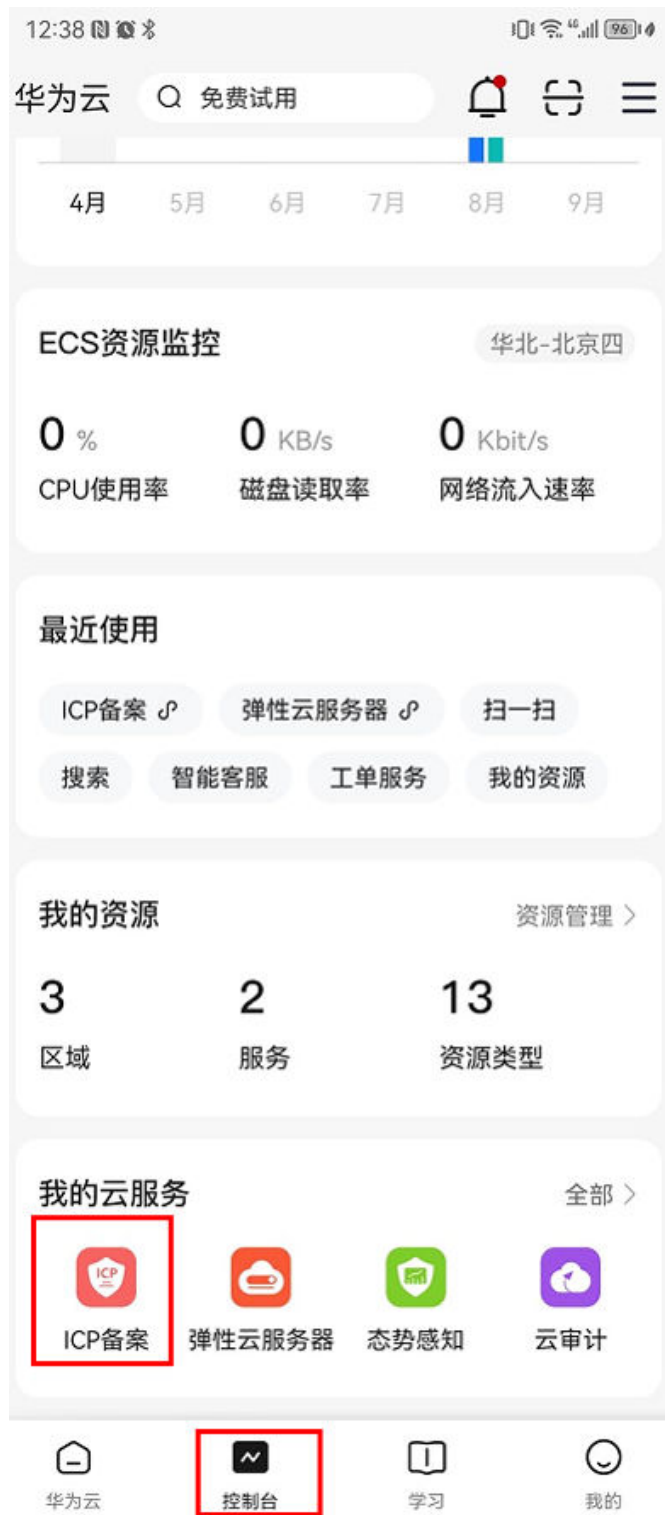 12:38 4G 96
华为云 免费试用
4月 5月 6月 7月 8月 9月
ECS资源监控 华北-北京四
0 % 0 KB/s 0 Kbit/s
CPU使用率 磁盘读取率 网络流入速率
最近使用
ICP备案 弹性云服务器 扫一扫
搜索 智能客服 工单服务 我的资源
我的资源 资源管理
3 2 13
区域 服务 资源类型
我的云服务 全部
ICP
ICP备案 弹性云服务器 态势感知 云审计
华为云 控制台 学习 我的